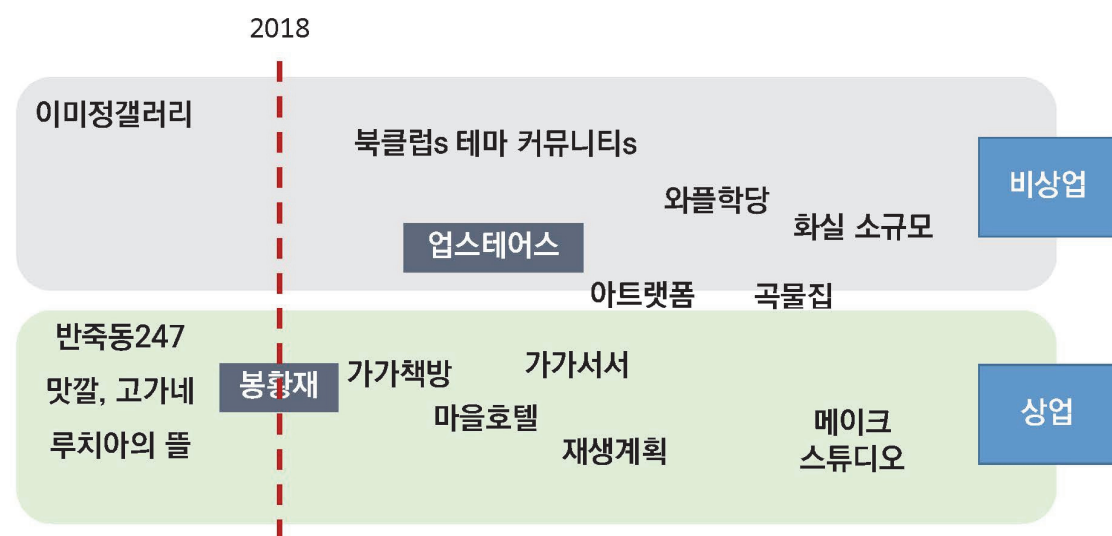 2018
이미정갤러리
북클럽s 테마 커뮤니티s
와플학당
화실 소규모
비상업
업스테어스
아트랫폼
곡물집
반죽동247
맛깔, 고가네
루치아의 뜰
봉황재
가가책방
가가서서
마을호텔
재생계획
메이크
스튜디오
상업